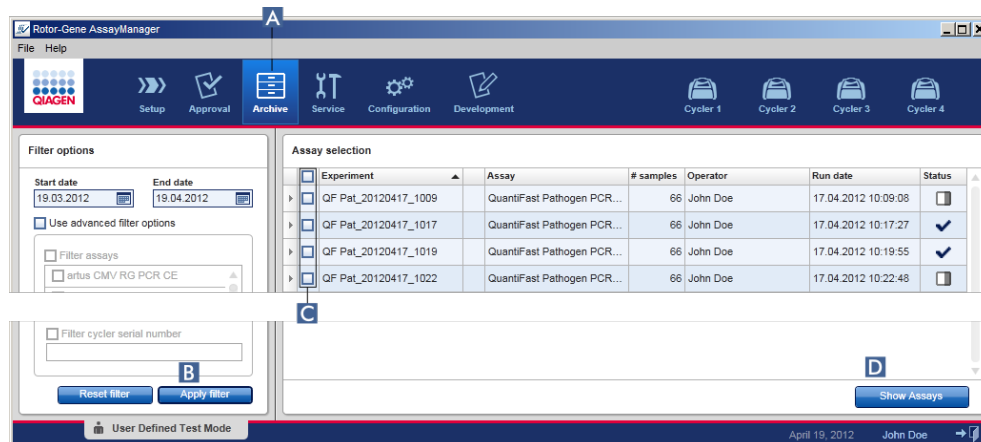 A
Rotor-Gene AssayManager
File Help
QIAGEN
Setup Approval Archive Service Configuration Development Cycler 1 Cycler 2 Cycler 3 Cycler 4
Filter options
Start date End date
19.03.2012 19.04.2012
Use advanced filter options
Filter assays
artus CMV RG PCR CE
Filter cycler serial number
B
Reset filter Apply filter
Assay selection
Experiment Assay # samples Operator Run date Status
QF Pat_20120417_1009 QuantiFast Pathogen PCR... 66 John Doe 17.04.2012 10:09:08
QF Pat_20120417_1017 QuantiFast Pathogen PCR... 66 John Doe 17.04.2012 10:17:27
QF Pat_20120417_1019 QuantiFast Pathogen PCR... 66 John Doe 17.04.2012 10:19:55
QF Pat_20120417_1022 QuantiFast Pathogen PCR... 66 John Doe 17.04.2012 10:22:48
C
D
Show Assays
User Defined Test Mode
April 19, 2012 John Doe